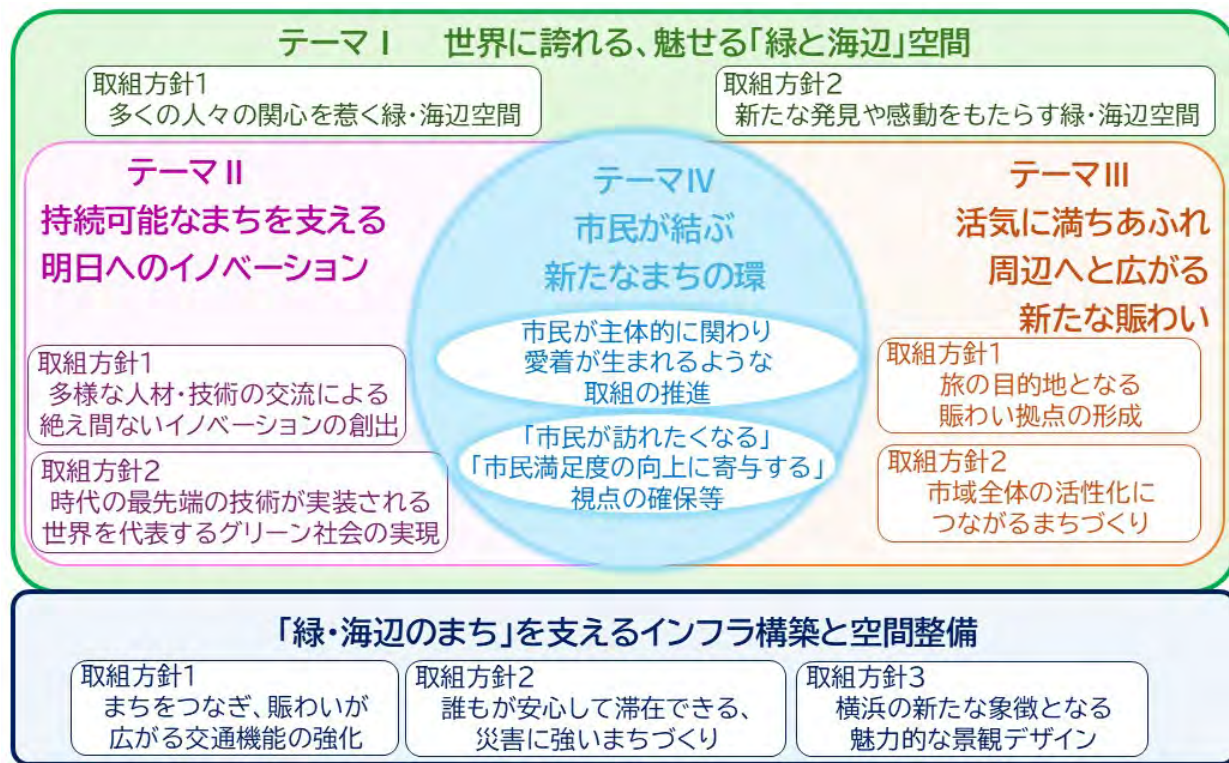 テーマⅠ 世界に誇れる、魅せる「緑と海辺」空間
取組方針1
多くの人々の関心を惹く緑・海辺空間
取組方針2
新たな発見や感動をもたらす緑・海辺空間
テーマⅡ
持続可能なまちを支える
明日へのイノベーション
取組方針1
多様な人材・技術の交流による
絶え間ないイノベーションの創出
取組方針2
時代の最先端の技術が実装される
世界を代表するグリーン社会の実現
テーマⅣ
市民が結ぶ
新たなまちの環
市民が主体的に関わり
愛着が生まれるような
取組の推進
「市民が訪れたくなる」
「市民満足度の向上に寄与する」
視点の確保等
テーマⅢ
活気に満ちあふれ
周辺へと広がる
新たな賑わい
取組方針1
旅の目的地となる
賑わい拠点の形成
取組方針2
市域全体の活性化に
つながるまちづくり
「緑・海辺のまち」を支えるインフラ構築と空間整備
取組方針1
まちをつなぎ、賑わいが
広がる交通機能の強化
取組方針2
誰もが安心して滞在できる、
災害に強いまちづくり
取組方針3
横浜の新たな象徴となる
魅力的な景観デザイン